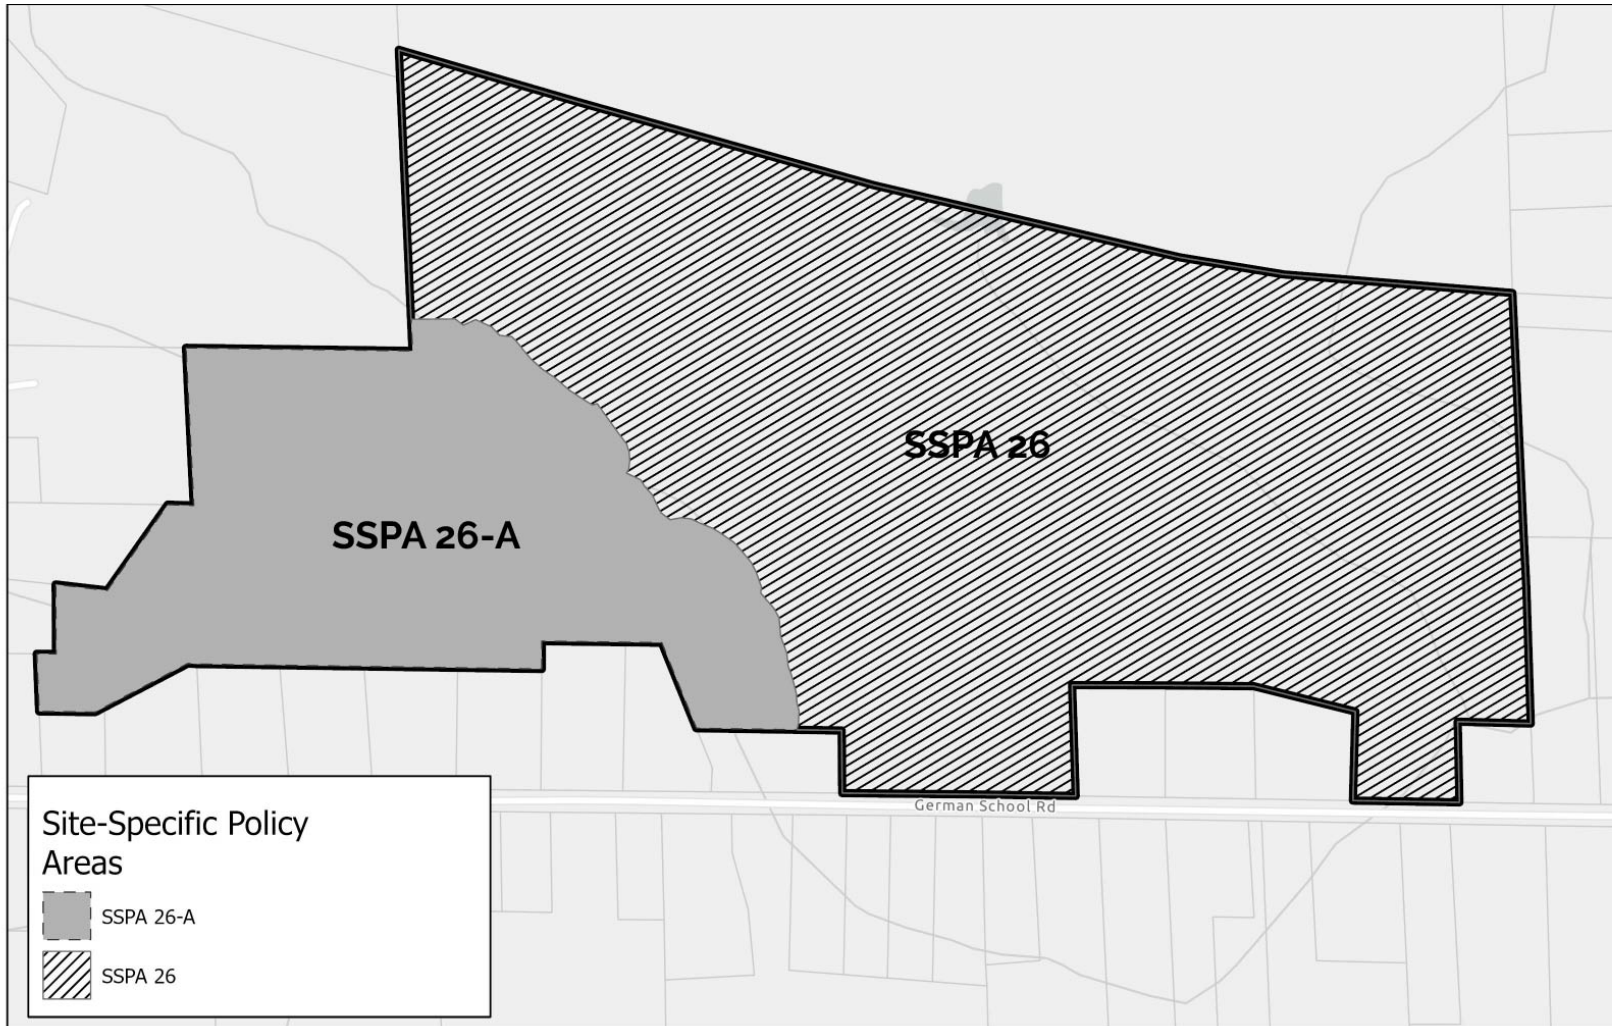 SSPA 26
SSPA 26-A
German School Rd
Site-Specific Policy
Areas
SSPA 26-A
SSPA 26